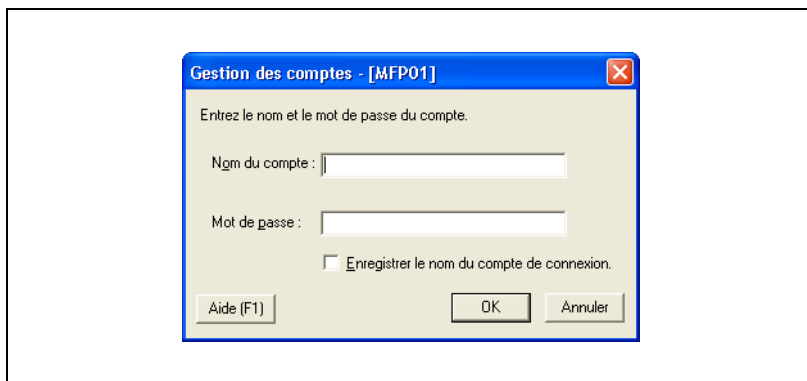 Gestion des comptes - [MFP01]
Entrez le nom et le mot de passe du compte.
Nom du compte :
Mot de passe :
Enregistrer le nom du compte de connexion.
Aide (F1) OK Annuler